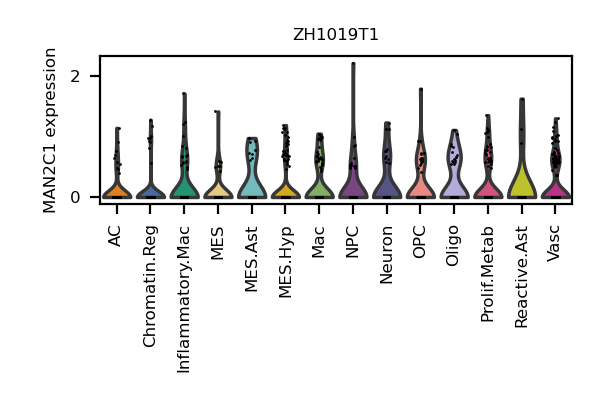 ZH1019T1
MAN2C1 expression
2
0
AC
Chromatin.Reg
Inflammatory.Mac
MES
MES.Ast
MES.Hyp
Mac
NPC
Neuron
OPC
Oligo
Prolif.Metab
Reactive.Ast
Vasc